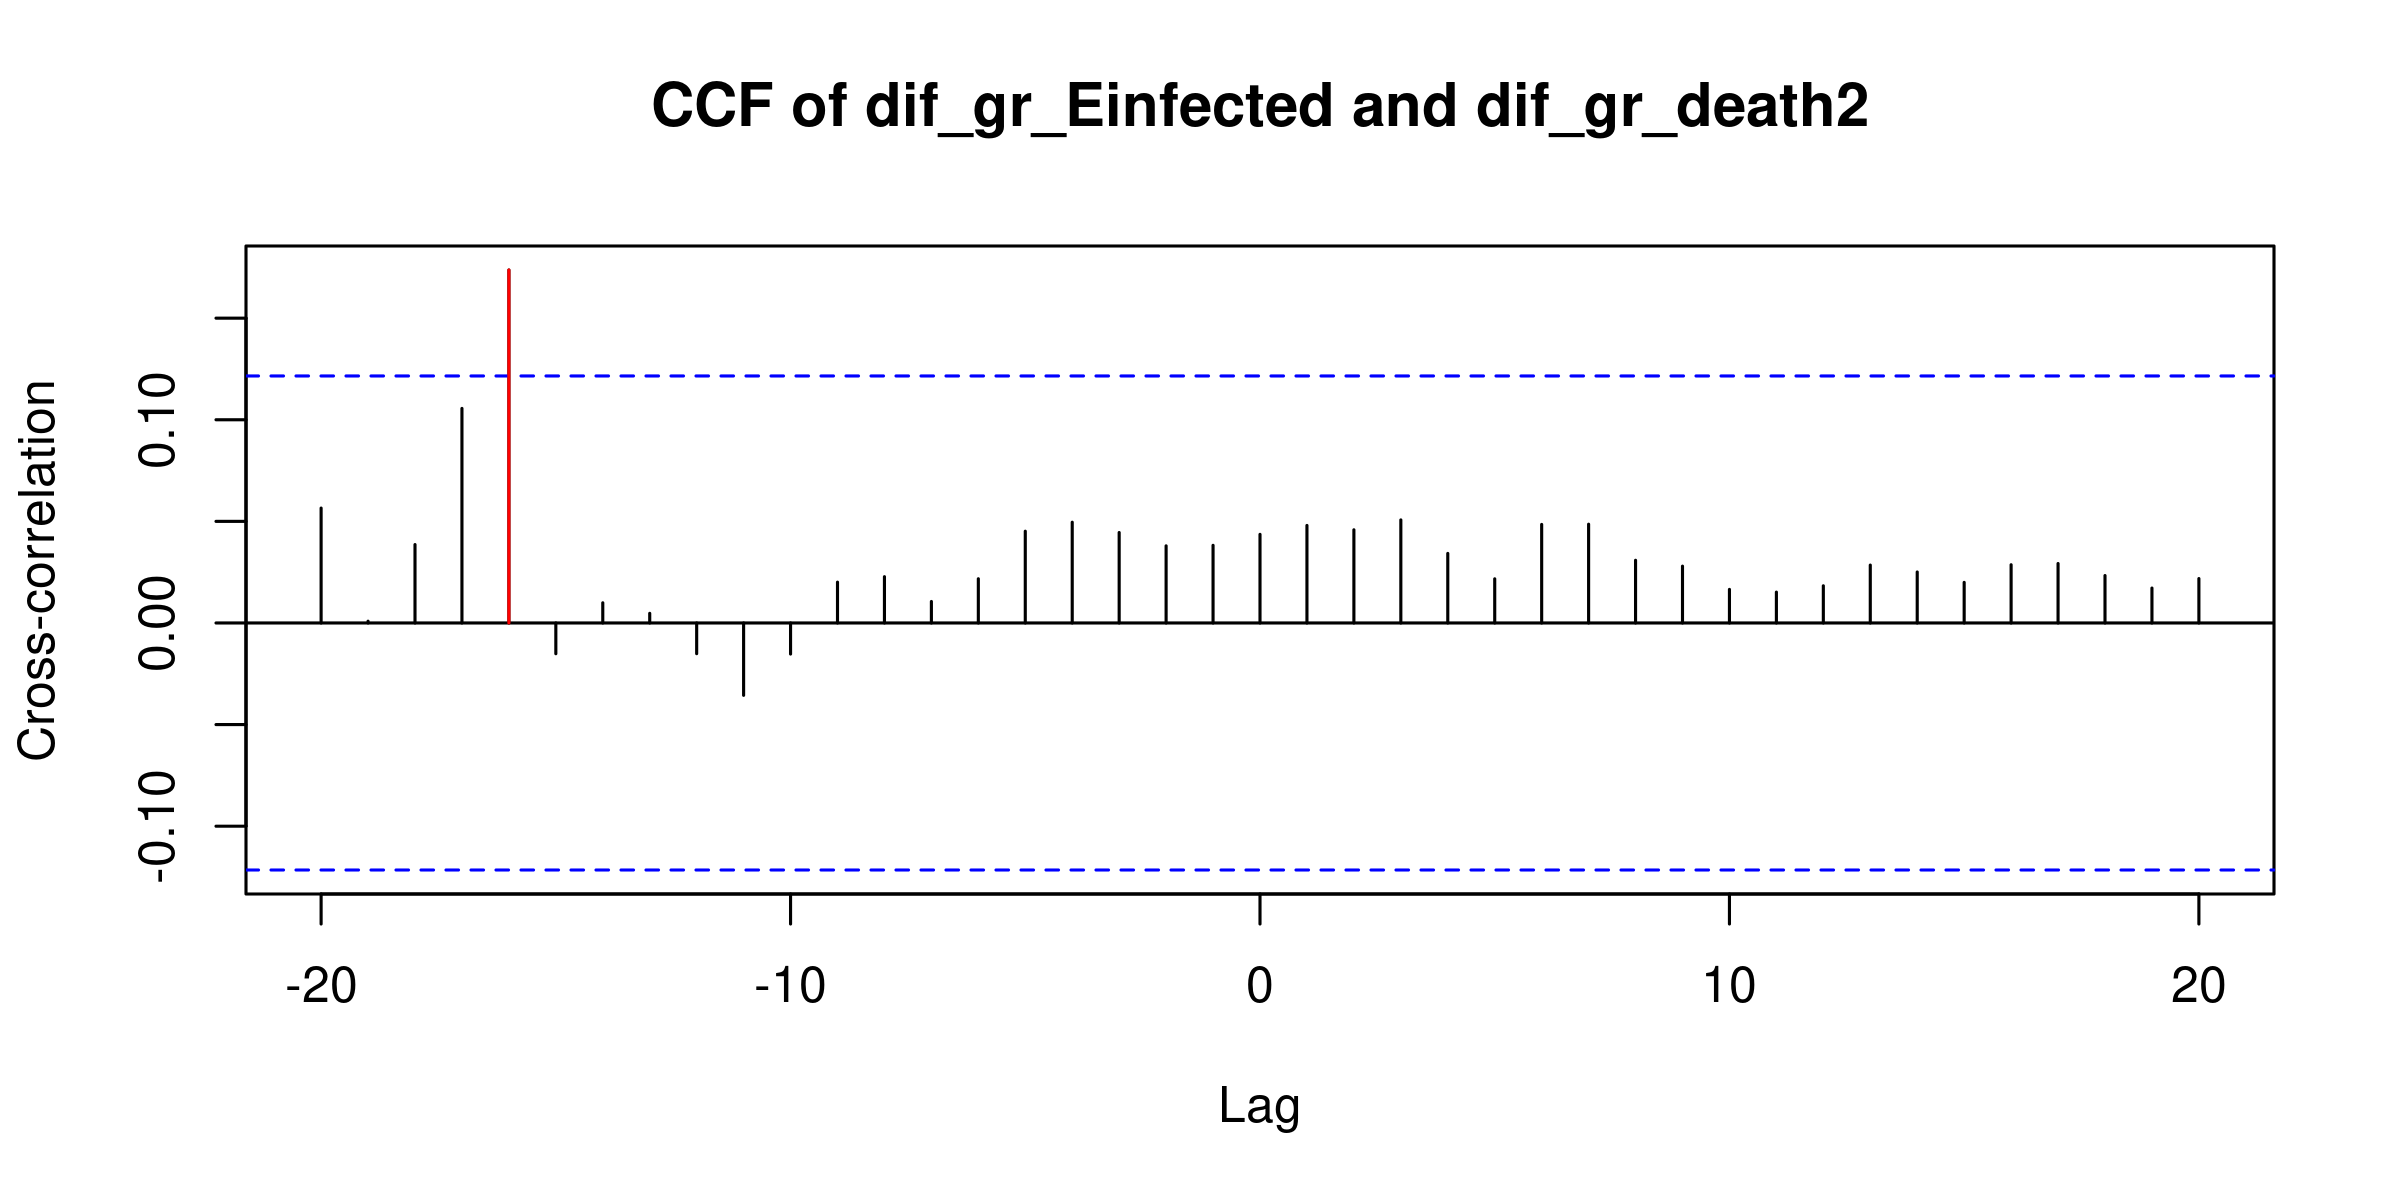 CCF of dif_gr_Einfected and dif_gr_death2
Cross-correlation
0.10
0.00
-0.10
-20 -10 0 10 20
Lag